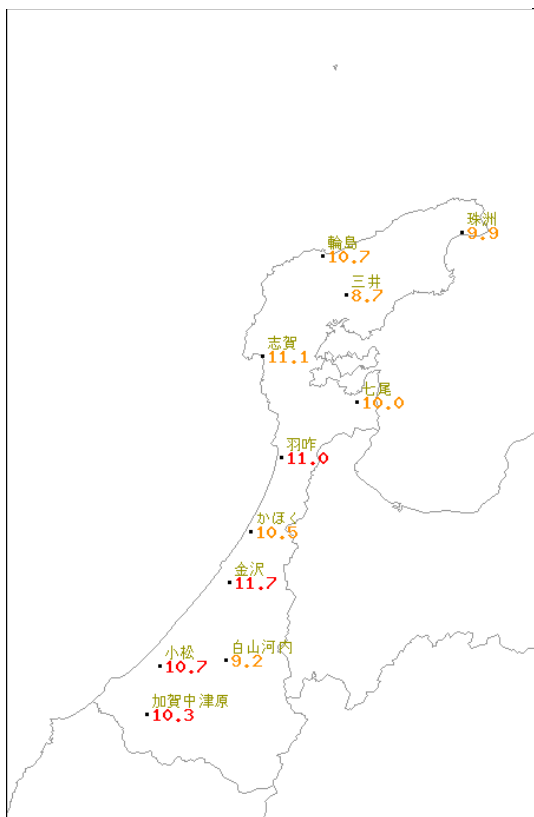 珠洲
9.9
輪島
10.7
三井
8.7
志賀
11.1
七尾
10.0
羽咋
11.0
かほく
10.5
金沢
11.7
白山河内
9.2
小松
10.7
加賀中津原
10.3